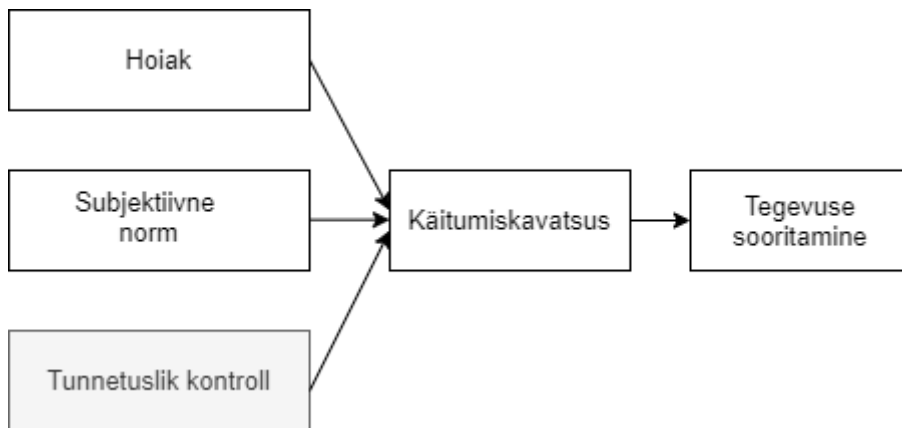 Hoiak
Subjektiivne
norm
Käitumiskavatsus
Tegevuse
sooritamine
Tunnetuslik kontroll